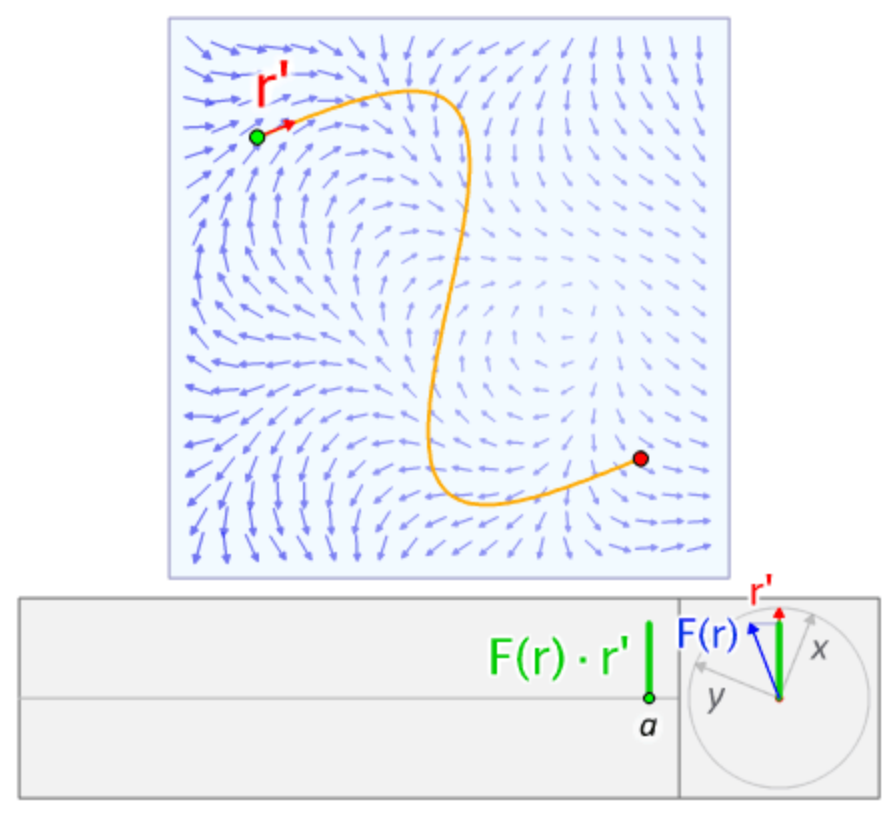 r'
r'
F(r) · r'
F(r)
x
y
a